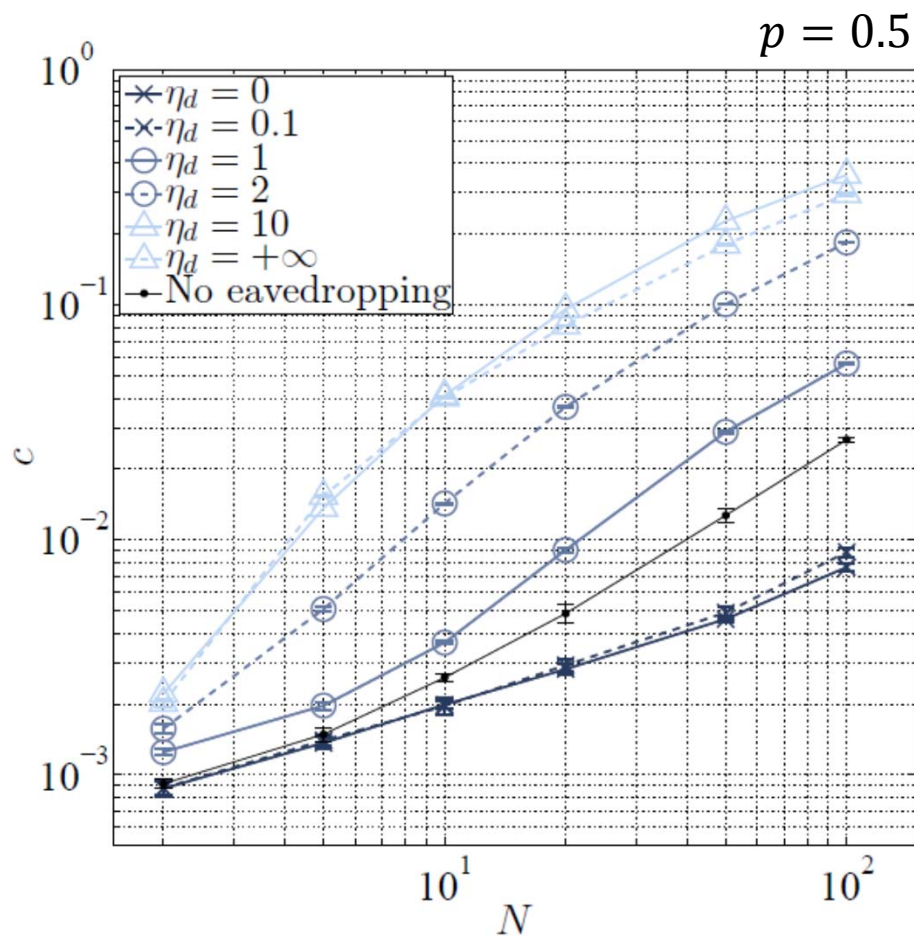 p = 0.5
10^0
η_d = 0
η_d = 0.1
η_d = 1
η_d = 2
η_d = 10
η_d = +∞
No eavedropping
10^{-1}
10^{-2}
10^{-3}
c
10^1
10^2
N